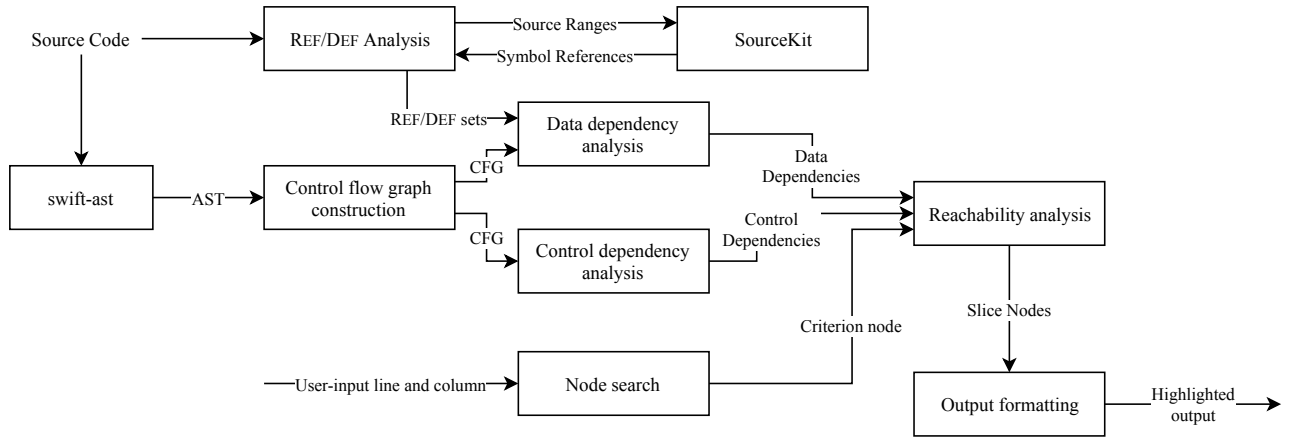 Source Code
REF/DEF Analysis
Source Ranges
Symbol References
SourceKit
REF/DEF sets
Data dependency
analysis
CFG
Data
Dependencies
swift-ast
AST
Control flow graph
construction
CFG
Control dependency
analysis
Control
Dependencies
Reachability analysis
Slice Nodes
Criterion node
User-input line and column
Node search
Output formatting
Highlighted
output